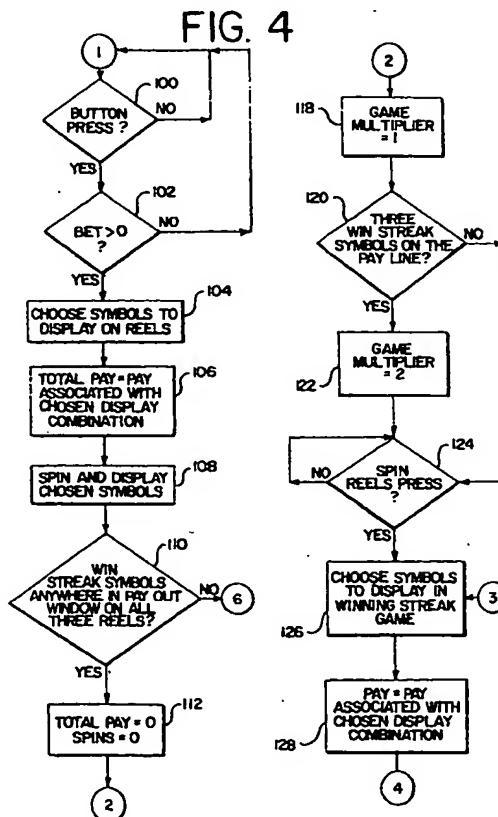 FIG. 4
1
100
BUTTON
PRESS ?
NO
YES
102
BET>0
?
NO
YES
104
CHOOSE SYMBOLS TO
DISPLAY ON REELS
106
TOTAL PAY=PAY
ASSOCIATED WITH
CHOSEN DISPLAY
COMBINATION
108
SPIN AND DISPLAY
CHOSEN SYMBOLS
110
WIN
STREAK SYMBOLS
ANYWHERE IN PAY OUT
WINDOW ON ALL
THREE REELS?
NO
6
YES
112
TOTAL PAY = 0
SPINS = 0
2
2
118
GAME
MULTIPLIER
= 1
120
THREE
WIN STREAK
SYMBOLS ON THE
PAY LINE?
NO
YES
GAME
MULTIPLIER
= 2
122
124
SPIN
REELS PRESS
?
NO
YES
CHOOSE SYMBOLS
TO DISPLAY IN
WINNING STREAK
GAME
3
126
PAY = PAY
ASSOCIATED WITH
CHOSEN DISPLAY
COMBINATION
128
4